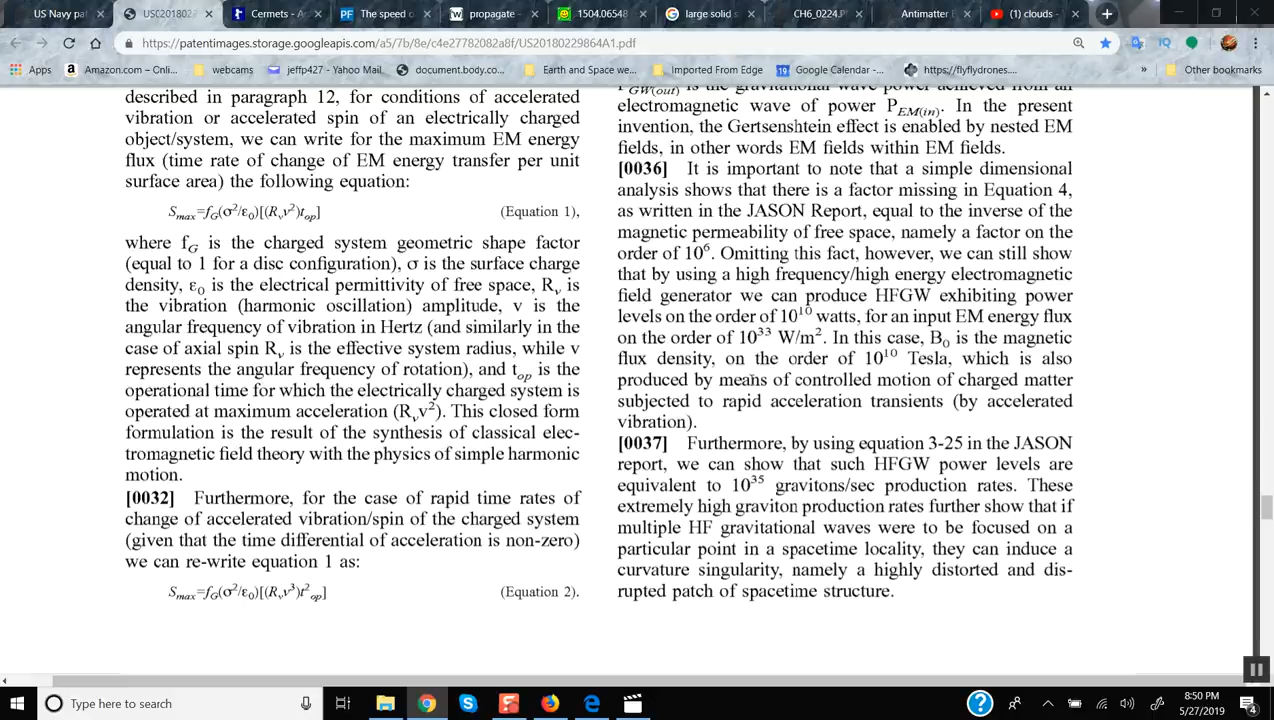 US Navy pa
US0201802
Cermets - A
The speed o
propagate -
1504.06548
large solid s
CH6_0224.P
Antimatter E
(1) clouds -
https://patentimages.storage.googleapis.com/a5/7b/8e/c4e27782082a8f/US20180229864A1.pdf
Apps
Amazon.com – Onli...
webcams
jeffp427 - Yahoo Mail
document.body.co...
Earth and Space we...
Imported From Edge
Google Calendar -...
https://flyflydrones....
»
Other bookmarks
described in paragraph 12, for conditions of accelerated
vibration or accelerated spin of an electrically charged
object/system, we can write for the maximum EM energy
flux (time rate of change of EM energy transfer per unit
surface area) the following equation:
Smax=fG(σ²/ε0)[(Rνν²)top] (Equation 1),
where fG is the charged system geometric shape factor
(equal to 1 for a disc configuration), σ is the surface charge
density, ε0 is the electrical permittivity of free space, Rν is
the vibration (harmonic oscillation) amplitude, ν is the
angular frequency of vibration in Hertz (and similarly in the
case of axial spin Rν is the effective system radius, while ν
represents the angular frequency of rotation), and top is the
operational time for which the electrically charged system is
operated at maximum acceleration (Rνν²). This closed form
formulation is the result of the synthesis of classical elec-
tromagnetic field theory with the physics of simple harmonic
motion.
[0032] Furthermore, for the case of rapid time rates of
change of accelerated vibration/spin of the charged system
(given that the time differential of acceleration is non-zero)
we can re-write equation 1 as:
Smax=fG(σ²/ε0)[(Rνν³)t²op] (Equation 2).
PGW(out) is the gravitational wave power achieved from an
electromagnetic wave of power PEM(in). In the present
invention, the Gertsenshtein effect is enabled by nested EM
fields, in other words EM fields within EM fields.
[0036] It is important to note that a simple dimensional
analysis shows that there is a factor missing in Equation 4,
as written in the JASON Report, equal to the inverse of the
magnetic permeability of free space, namely a factor on the
order of 10⁶. Omitting this fact, however, we can still show
that by using a high frequency/high energy electromagnetic
field generator we can produce HFGW exhibiting power
levels on the order of 10¹⁰ watts, for an input EM energy flux
on the order of 10³³ W/m². In this case, B0 is the magnetic
flux density, on the order of 10¹⁰ Tesla, which is also
produced by means of controlled motion of charged matter
subjected to rapid acceleration transients (by accelerated
vibration).
[0037] Furthermore, by using equation 3-25 in the JASON
report, we can show that such HFGW power levels are
equivalent to 10³⁵ gravitons/sec production rates. These
extremely high graviton production rates further show that if
multiple HF gravitational waves were to be focused on a
particular point in a spacetime locality, they can induce a
curvature singularity, namely a highly distorted and dis-
rupted patch of spacetime structure.
Type here to search
8:50 PM
5/27/2019
4